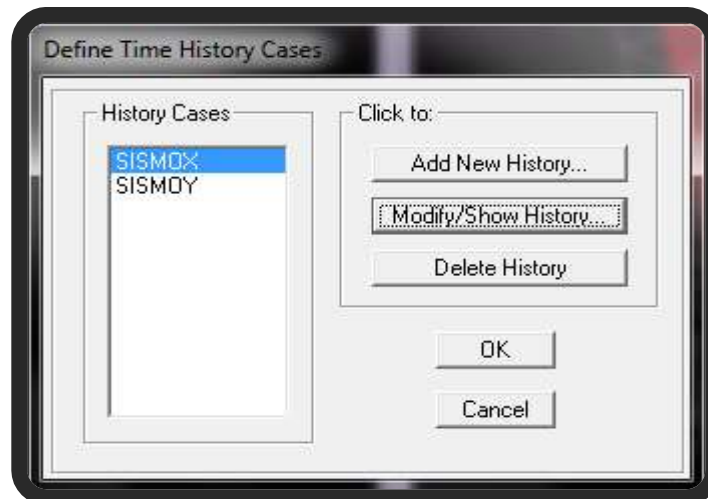 Define Time History Cases
History Cases
SISMOX
SISMOY
Click to:
Add New History...
Modify/Show History...
Delete History
OK
Cancel